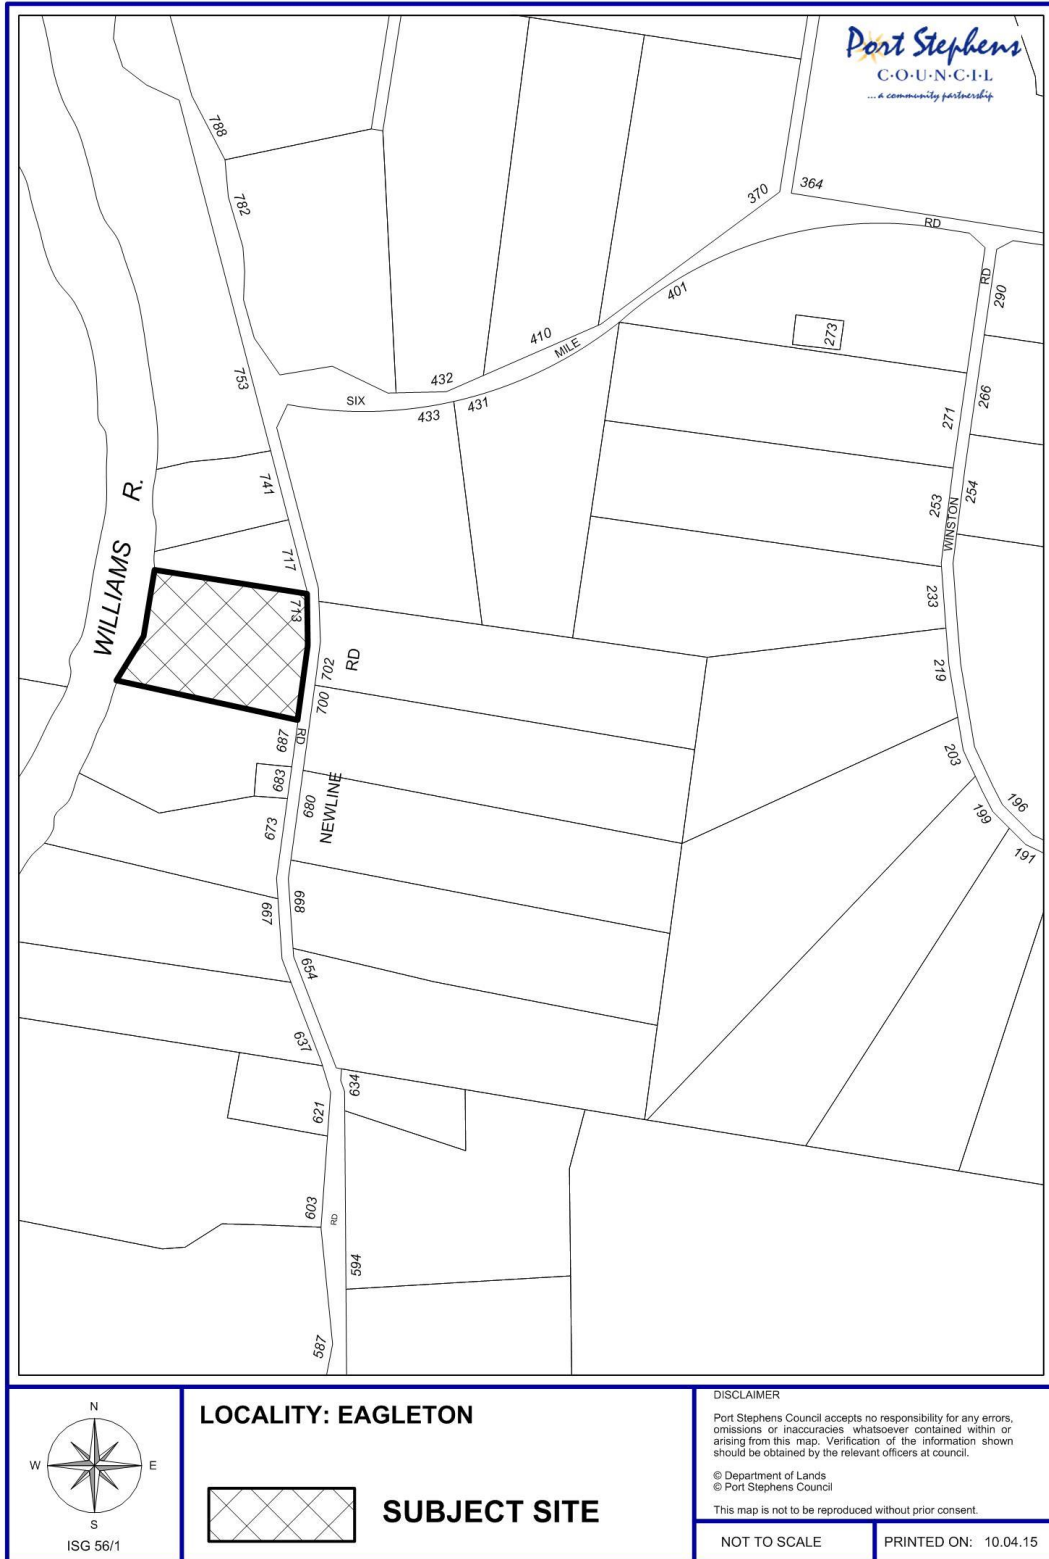 Port Stephens
C·O·U·N·C·I·L
... a community partnership
788
782
370
364
RD
RD
290
401
273
410
MILE
432
SIX
433
431
753
271
266
741
R.
253
254
WINSTON
717
WILLIAMS
713
233
702
RD
219
700
687
RD
683
680
NEWLINE
203
673
199
196
191
667
668
654
637
634
621
603
RD
594
587
N
W
E
S
ISG 56/1
LOCALITY: EAGLETON
SUBJECT SITE
DISCLAIMER
Port Stephens Council accepts no responsibility for any errors,
omissions or inaccuracies whatsoever contained within or
arising from this map. Verification of the information shown
should be obtained by the relevant officers at council.
© Department of Lands
© Port Stephens Council
This map is not to be reproduced without prior consent.
NOT TO SCALE
PRINTED ON: 10.04.15